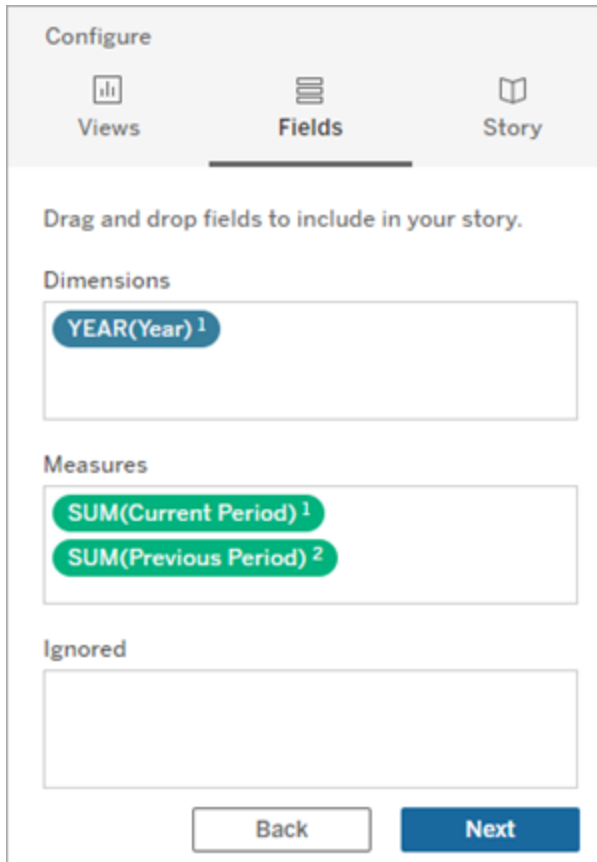 Configure
Views Fields Story
Drag and drop fields to include in your story.
Dimensions
YEAR(Year) 1
Measures
SUM(Current Period) 1
SUM(Previous Period) 2
Ignored
Back Next